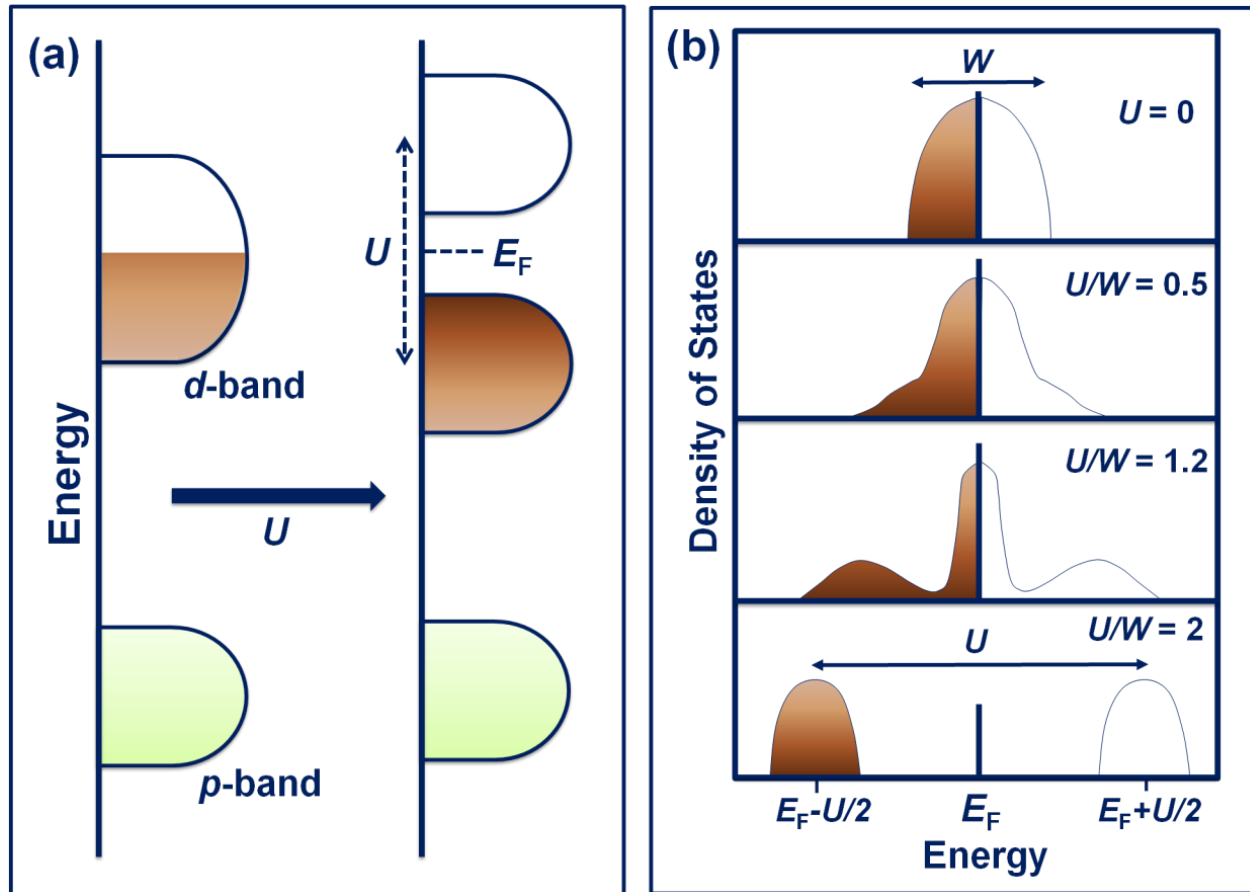 (a)
Energy
U
E_F
d-band
U
p-band
(b)
W
U = 0
U/W = 0.5
U/W = 1.2
U/W = 2
U
Density of States
E_F-U/2
E_F
E_F+U/2
Energy